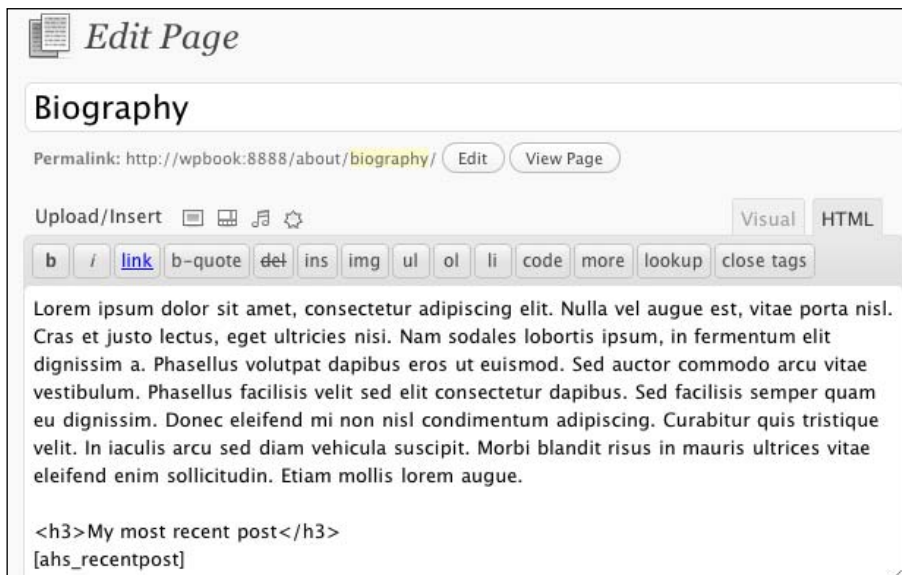 Edit Page
Biography
Permalink: http://wpbook:8888/about/biography/ Edit View Page
Upload/Insert Visual HTML
b i link b-quote del ins img ul ol li code more lookup close tags
Lorem ipsum dolor sit amet, consectetur adipiscing elit. Nulla vel augue est, vitae porta nisl.
Cras et justo lectus, eget ultricies nisi. Nam sodales lobortis ipsum, in fermentum elit
dignissim a. Phasellus volutpat dapibus eros ut euismod. Sed auctor commodo arcu vitae
vestibulum. Phasellus facilisis velit sed elit consectetur dapibus. Sed facilisis semper quam
eu dignissim. Donec eleifend mi non nisl condimentum adipiscing. Curabitur quis tristique
velit. In iaculis arcu sed diam vehicula suscipit. Morbi blandit risus in mauris ultrices vitae
eleifend enim sollicitudin. Etiam mollis lorem augue.
<h3>My most recent post</h3>
[ahs_recentpost]